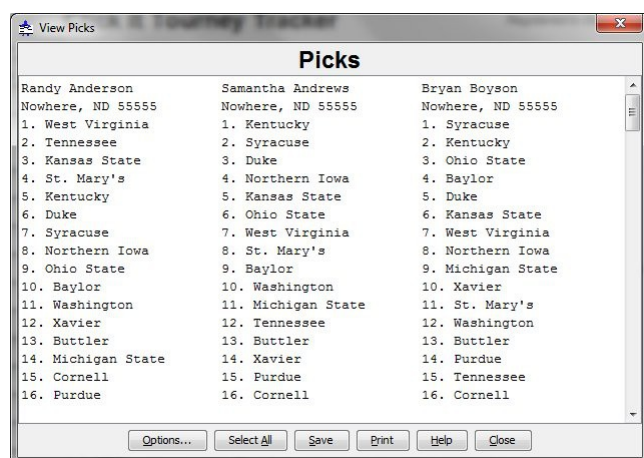 View Picks
Tourney Tracker
Picks
Randy Anderson Samantha Andrews Bryan Boyson
Nowhere, ND 55555 Nowhere, ND 55555 Nowhere, ND 55555
1. West Virginia 1. Kentucky 1. Syracuse
2. Tennessee 2. Syracuse 2. Kentucky
3. Kansas State 3. Duke 3. Ohio State
4. St. Mary's 4. Northern Iowa 4. Baylor
5. Kentucky 5. Kansas State 5. Duke
6. Duke 6. Ohio State 6. Kansas State
7. Syracuse 7. West Virginia 7. West Virginia
8. Northern Iowa 8. St. Mary's 8. Northern Iowa
9. Ohio State 9. Baylor 9. Michigan State
10. Baylor 10. Washington 10. Xavier
11. Washington 11. Michigan State 11. St. Mary's
12. Xavier 12. Tennessee 12. Washington
13. Buttler 13. Buttler 13. Buttler
14. Michigan State 14. Xavier 14. Purdue
15. Cornell 15. Purdue 15. Tennessee
16. Purdue 16. Cornell 16. Cornell
Options... Select All Save Print Help Close